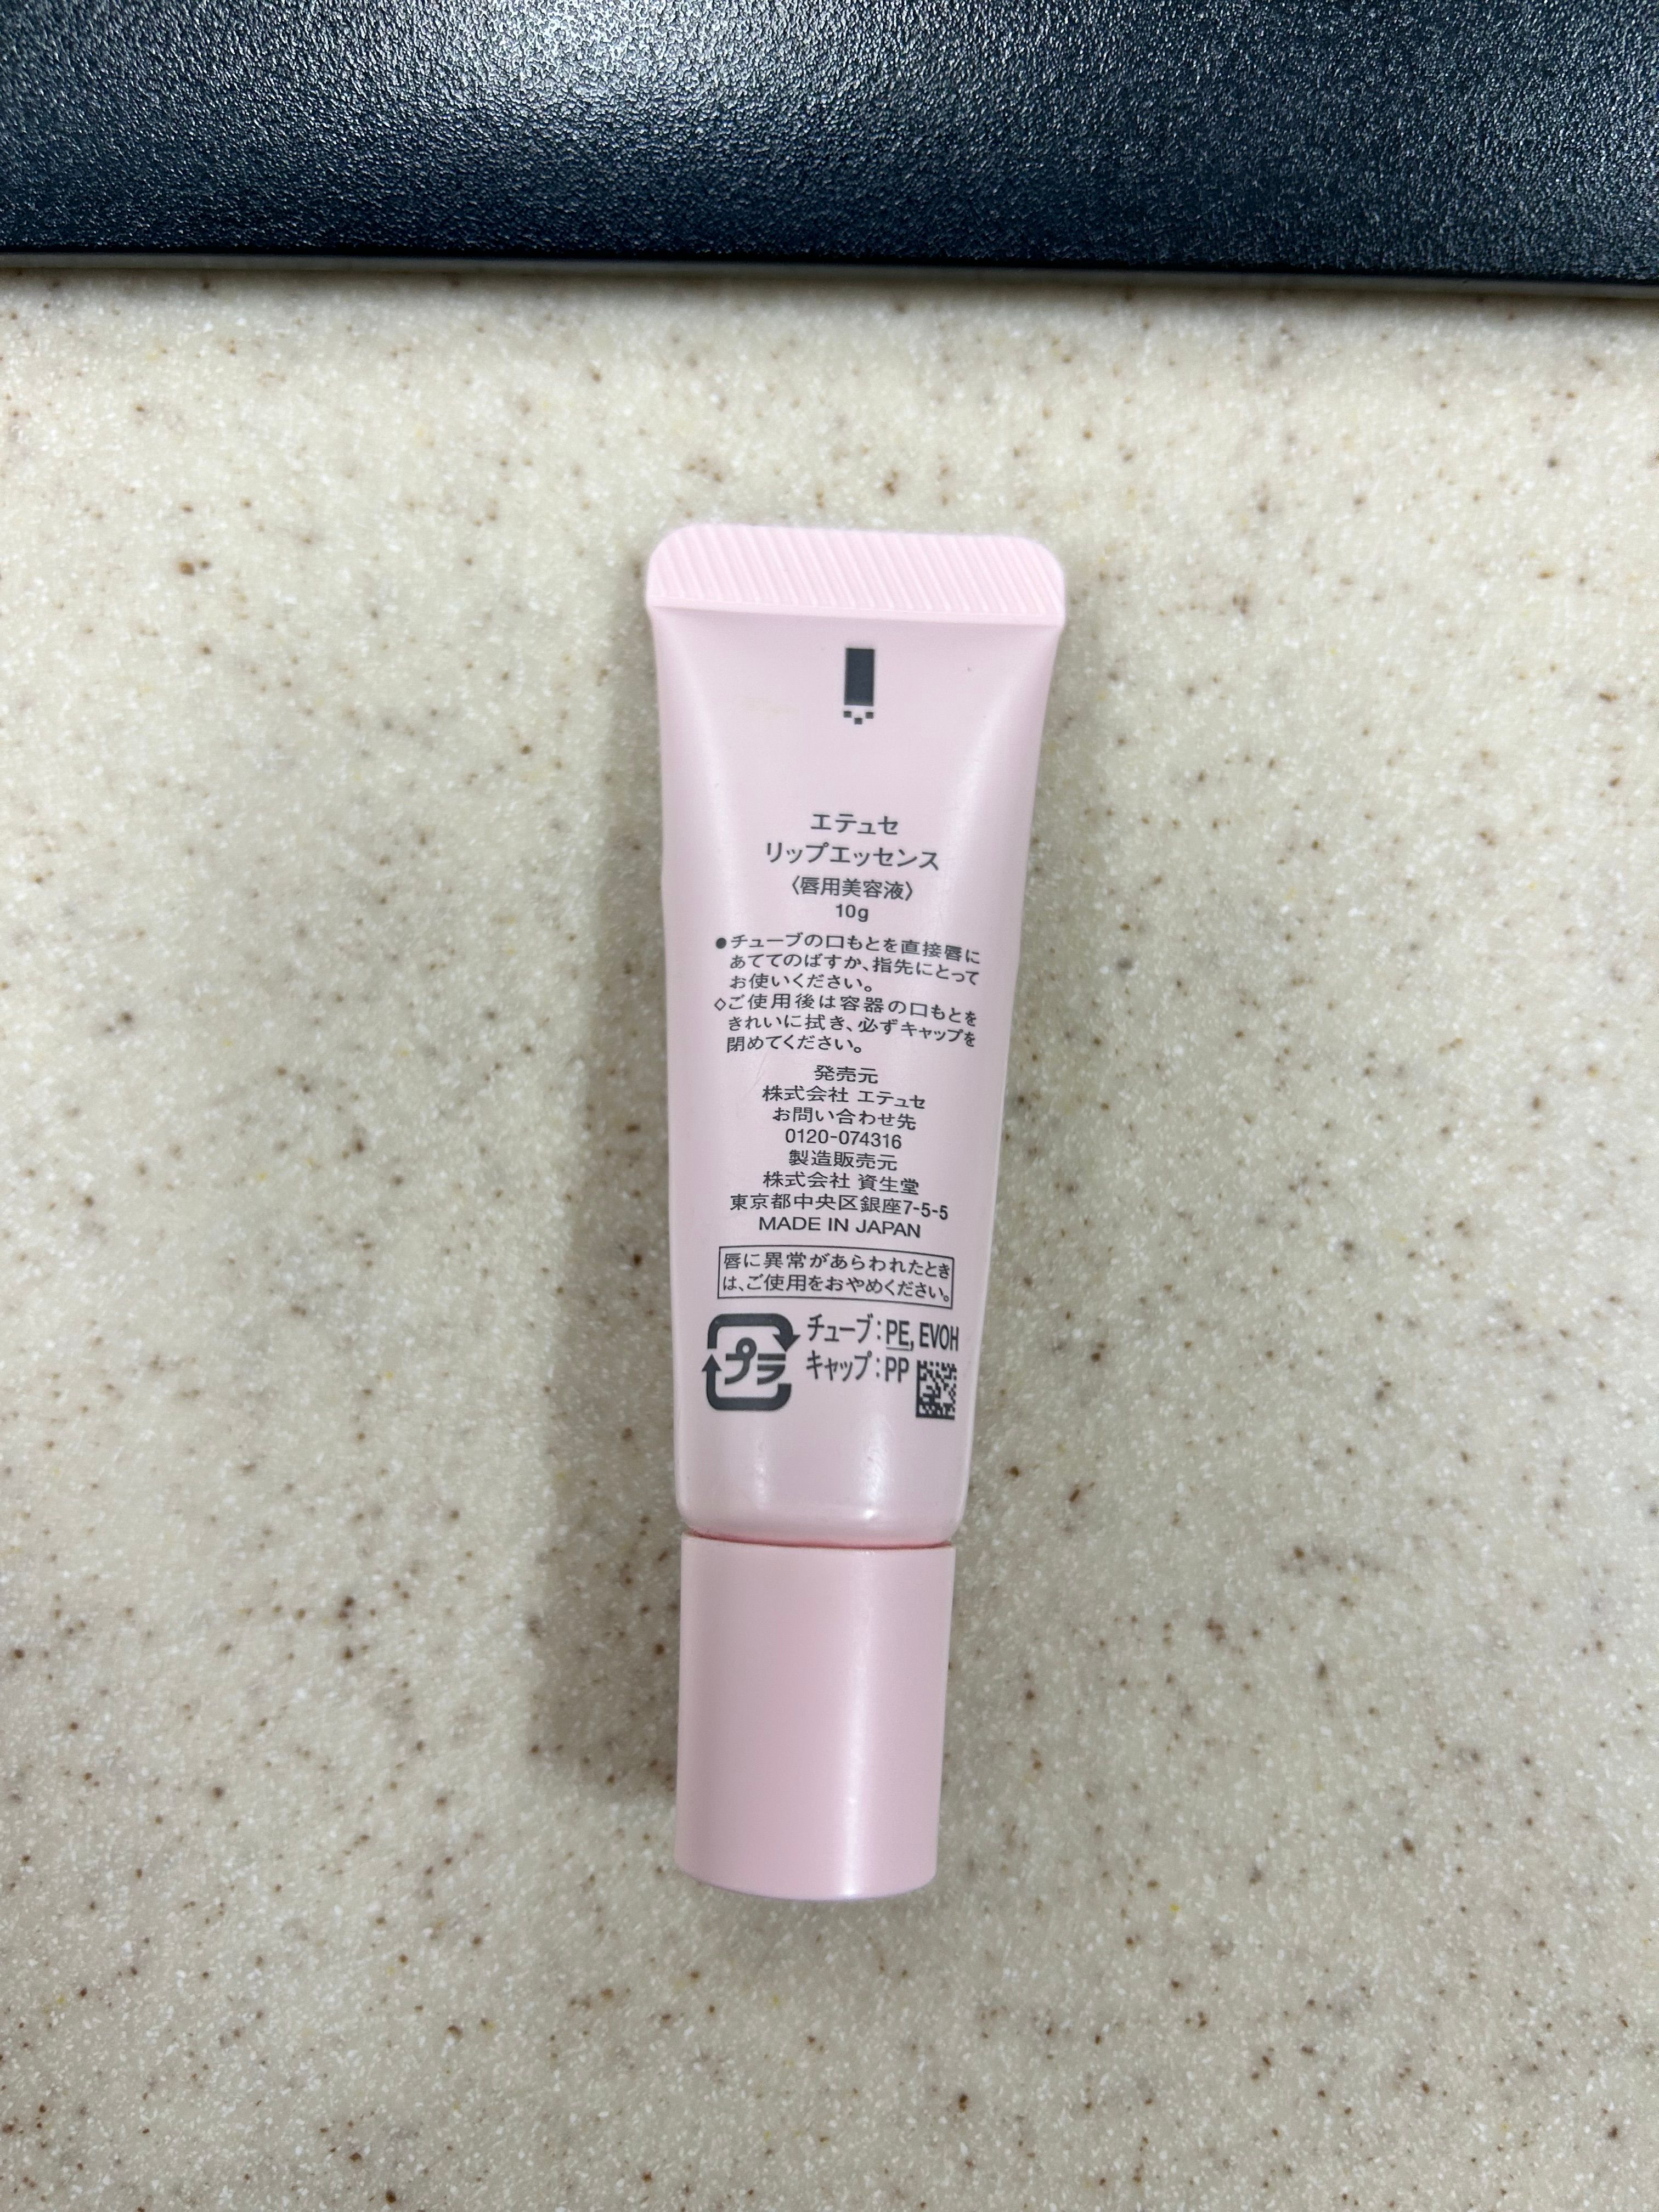 エテュセ
リップエッセンス
〈唇用美容液〉
10g
●チューブの口もとを直接唇に
あててのばすか、指先にとって
お使いください。
◇ご使用後は容器の口もとを
きれいに拭き、必ずキャップを
閉めてください。
発売元
株式会社 エテュセ
お問い合わせ先
0120-074316
製造販売元
株式会社 資生堂
東京都中央区銀座7-5-5
MADE IN JAPAN
唇に異常があらわれたとき
は、ご使用をおやめください。
プラ
チューブ:PE, EVOH
キャップ:PP